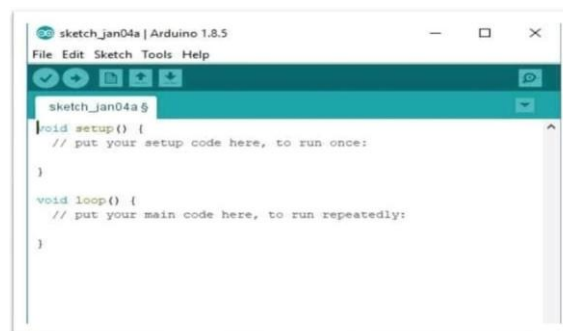 sketch_jan04a | Arduino 1.8.5
File Edit Sketch Tools Help
sketch_jan04a §
void setup() {
  // put your setup code here, to run once:
}
void loop() {
  // put your main code here, to run repeatedly:
}